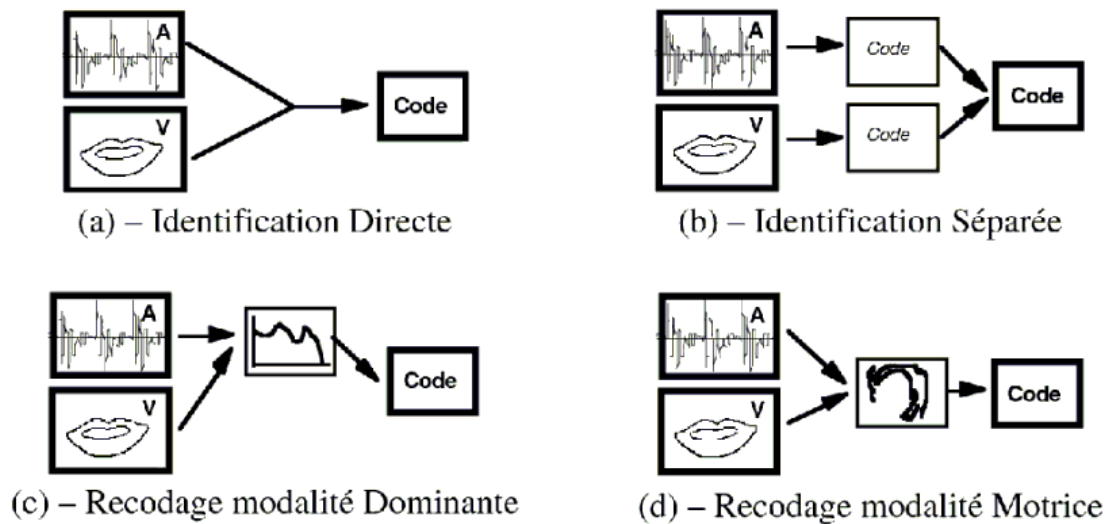 A
V
Code
(a) – Identification Directe
A
V
Code
Code
Code
(b) – Identification Séparée
A
V
Code
(c) – Recodage modalité Dominante
A
V
Code
(d) – Recodage modalité Motrice